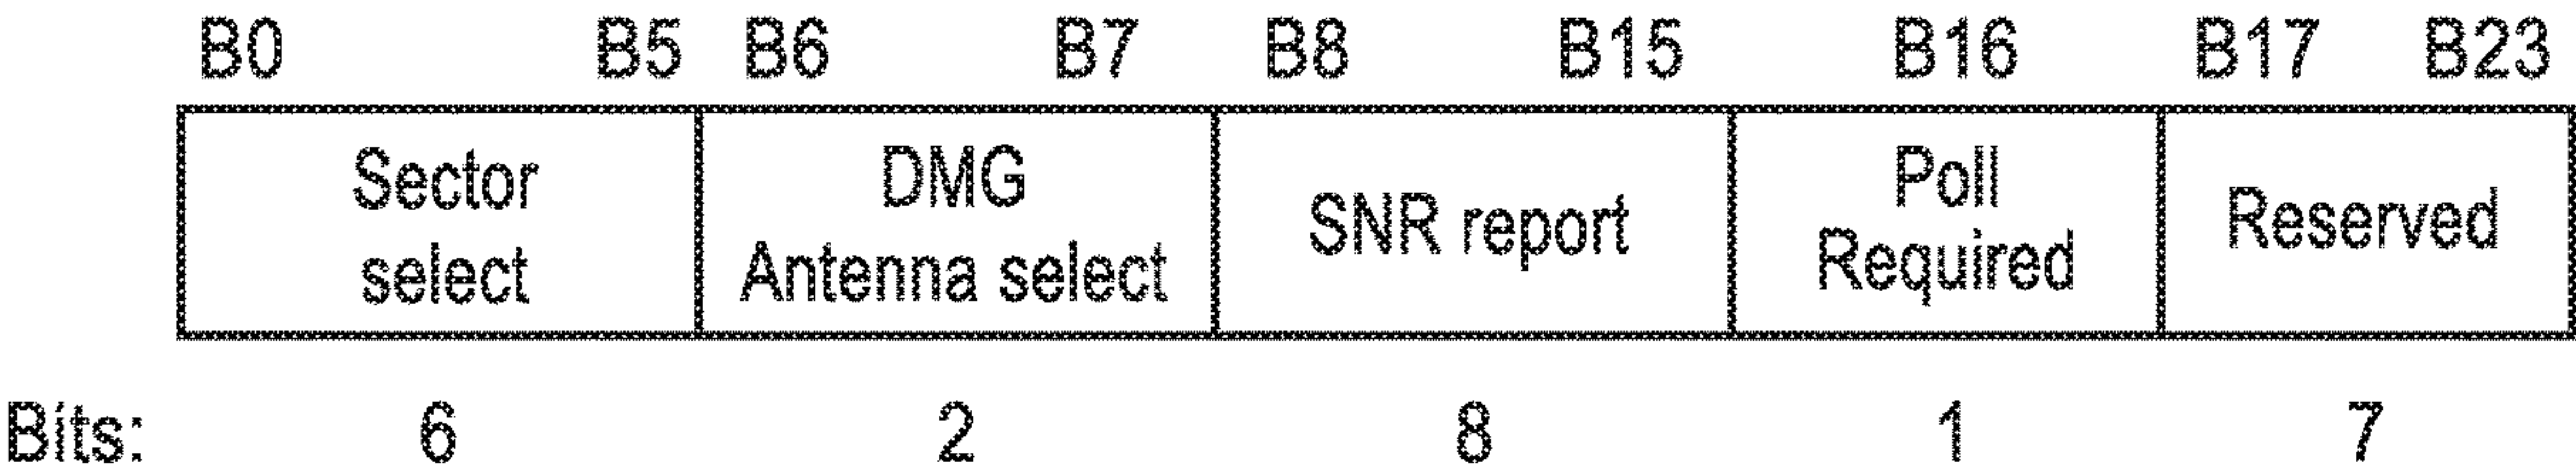 B0 B5 B6 B7 B8 B15 B16 B17 B23
Sector select DMG Antenna select SNR report Poll Required Reserved
Bits: 6 2 8 1 7